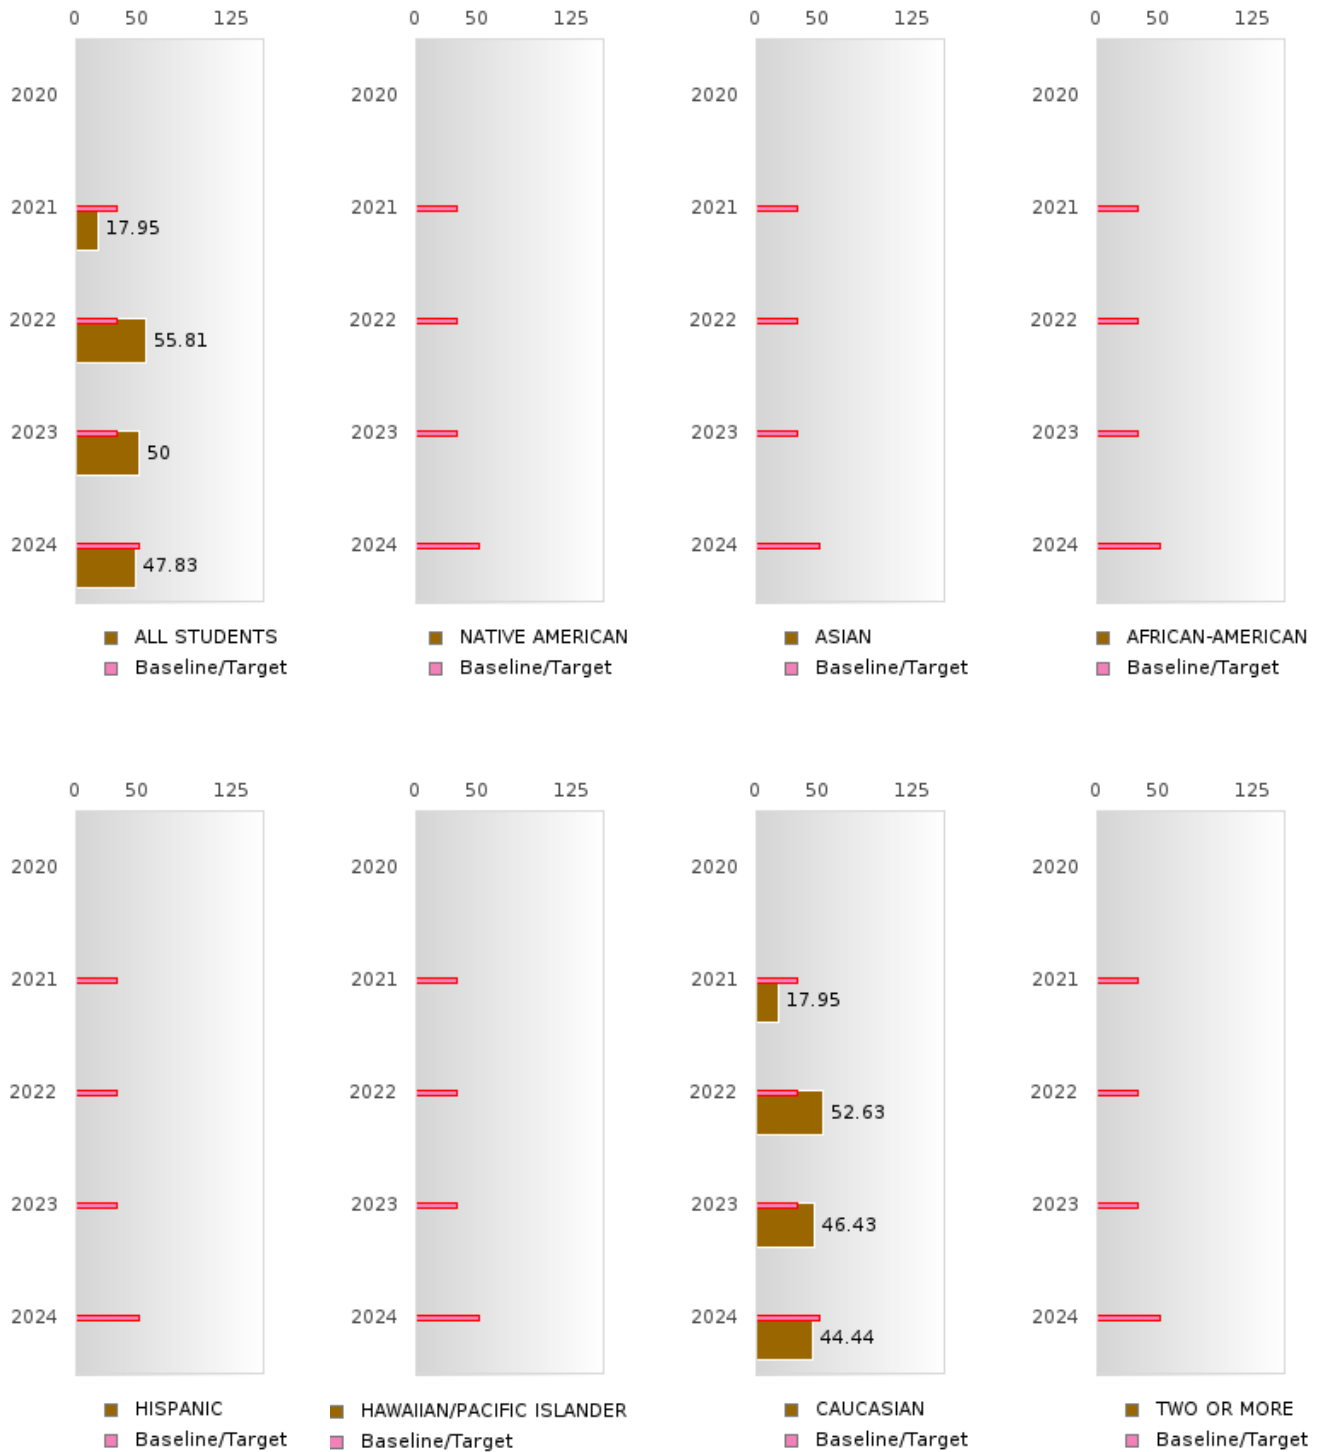 0 50 125 0 50 125 0 50 125 0 50 125
2020 2020 2020 2020
2021 2021 2021 2021
17.95
2022 2022 2022 2022
55.81
2023 2023 2023 2023
50
2024 2024 2024 2024
47.83
ALL STUDENTS NATIVE AMERICAN ASIAN AFRICAN-AMERICAN
Baseline/Target Baseline/Target Baseline/Target Baseline/Target
0 50 125 0 50 125 0 50 125 0 50 125
2020 2020 2020 2020
2021 2021 2021 2021
17.95
2022 2022 2022 2022
52.63
2023 2023 2023 2023
46.43
2024 2024 2024 2024
44.44
HISPANIC HAWAIIAN/PACIFIC ISLANDER CAUCASIAN TWO OR MORE
Baseline/Target Baseline/Target Baseline/Target Baseline/Target